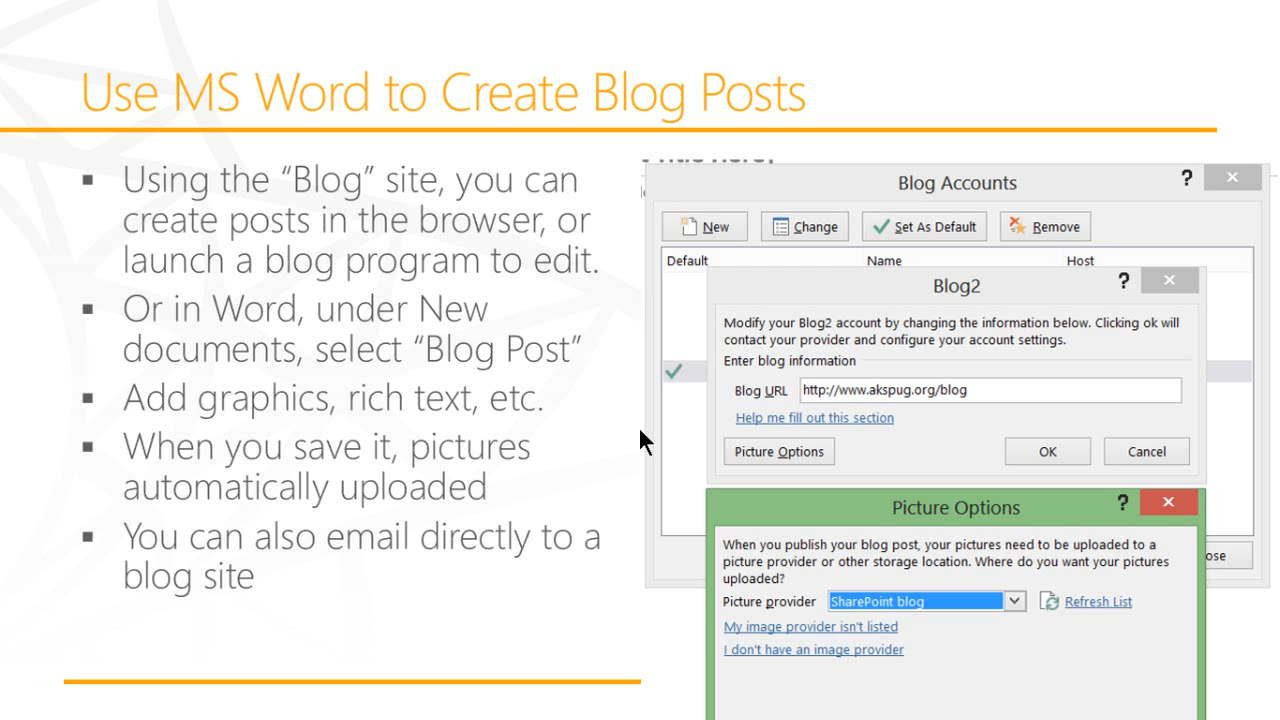 Use MS Word to Create Blog Posts
▪ Using the “Blog” site, you can
create posts in the browser, or
launch a blog program to edit.
▪ Or in Word, under New
documents, select “Blog Post”
▪ Add graphics, rich text, etc.
▪ When you save it, pictures
automatically uploaded
▪ You can also email directly to a
blog site
Blog Accounts
New Change Set As Default Remove
Default Name Host
Blog2
Modify your Blog2 account by changing the information below. Clicking ok will
contact your provider and configure your account settings.
Enter blog information
Blog URL http://www.akspug.org/blog
Help me fill out this section
Picture Options OK Cancel
Picture Options
When you publish your blog post, your pictures need to be uploaded to a
picture provider or other storage location. Where do you want your pictures
uploaded?
Picture provider SharePoint blog Refresh List
My image provider isn't listed
I don't have an image provider